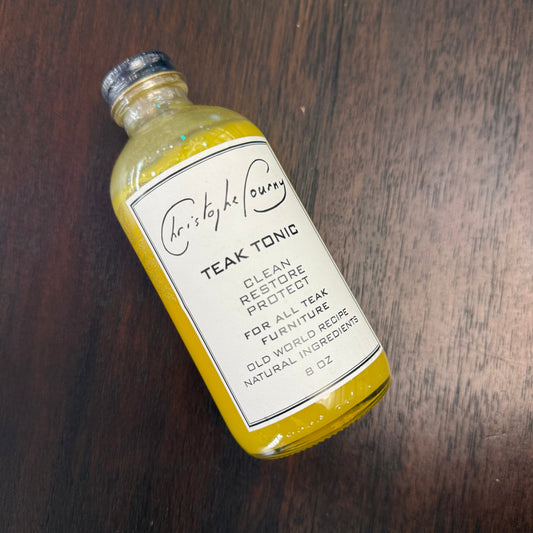 Christophe Pourny
TEAK TONIC
CLEAN
RESTORE
PROTECT
FOR ALL TEAK
FURNITURE
OLD WORLD RECIPE
NATURAL INGREDIENTS
8 OZ